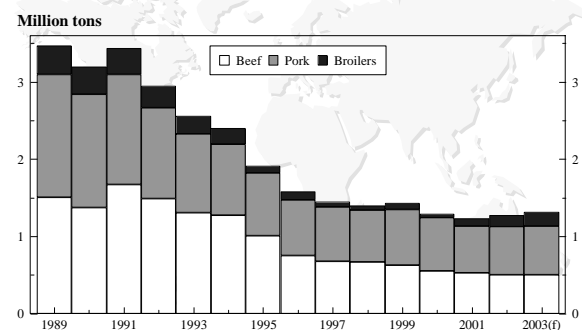 Million tons
Beef Pork Broilers
3 3
2 2
1 1
0 0
1989 1991 1993 1995 1997 1999 2001 2003(f)